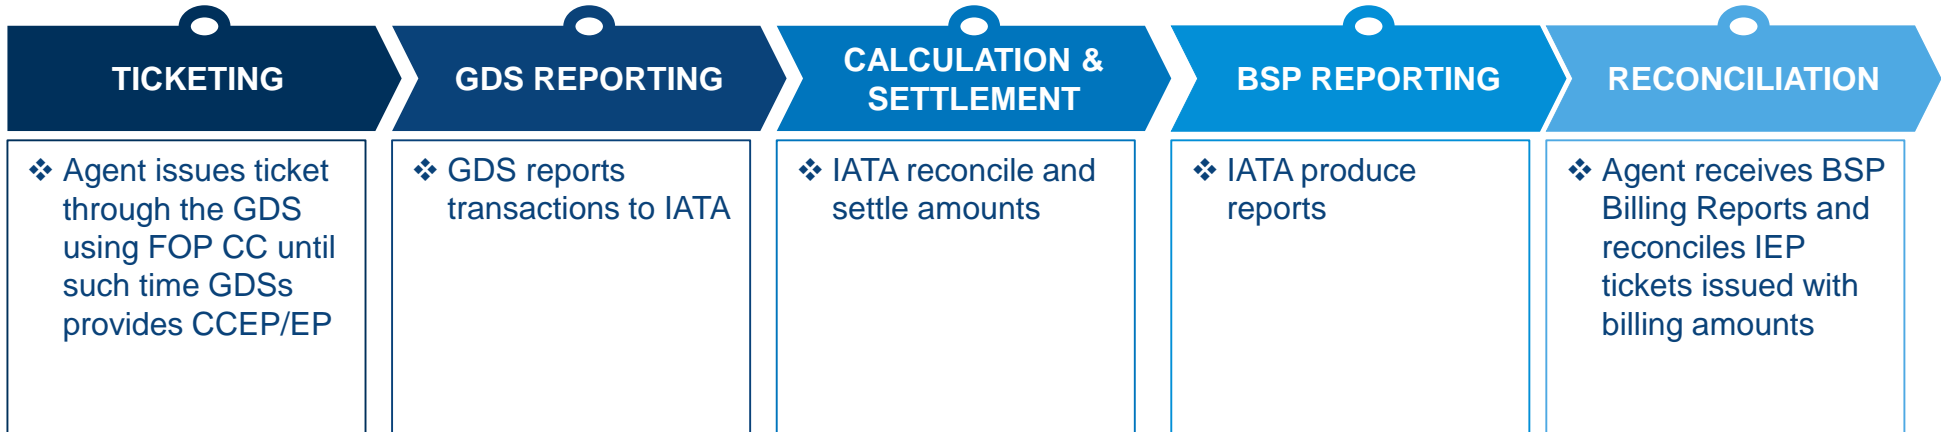 TICKETING
GDS REPORTING
CALCULATION &
SETTLEMENT
BSP REPORTING
RECONCILIATION
❖ Agent issues ticket
through the GDS
using FOP CC until
such time GDSs
provides CCEP/EP
❖ GDS reports
transactions to IATA
❖ IATA reconcile and
settle amounts
❖ IATA produce
reports
❖ Agent receives BSP
Billing Reports and
reconciles IEP
tickets issued with
billing amounts